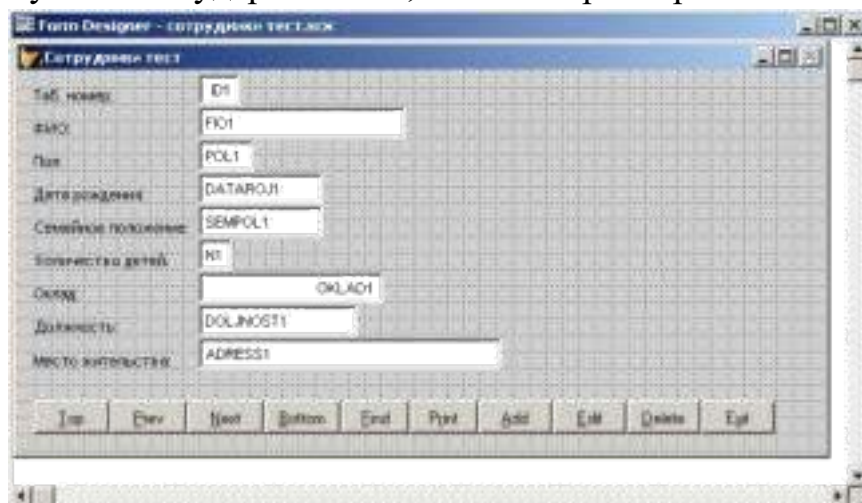 Form Designer - сотрудники тест.scx
Сотрудники тест
Таб. номер: ID1
ФИО: FIO1
Пол POL1
Дата рождения DATAROJ1
Семейное положение: SEMPOL1
Количество детей: N1
Оклад: OKLAD1
Должность: DOLJNOST1
Место жительства: ADRESS1
Top Prev Next Bottom Find Print Add Edit Delete Exit